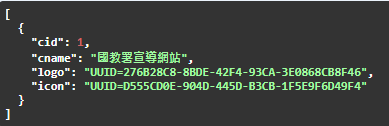 [
{
"cid": 1,
"cname": "國教署宣導網站",
"logo": "UUID=276B28C8-8BDE-42F4-93CA-3E0868CB8F46",
"icon": "UUID=D555CD0E-904D-445D-B3CB-1F5E9F6D49F4"
}
]